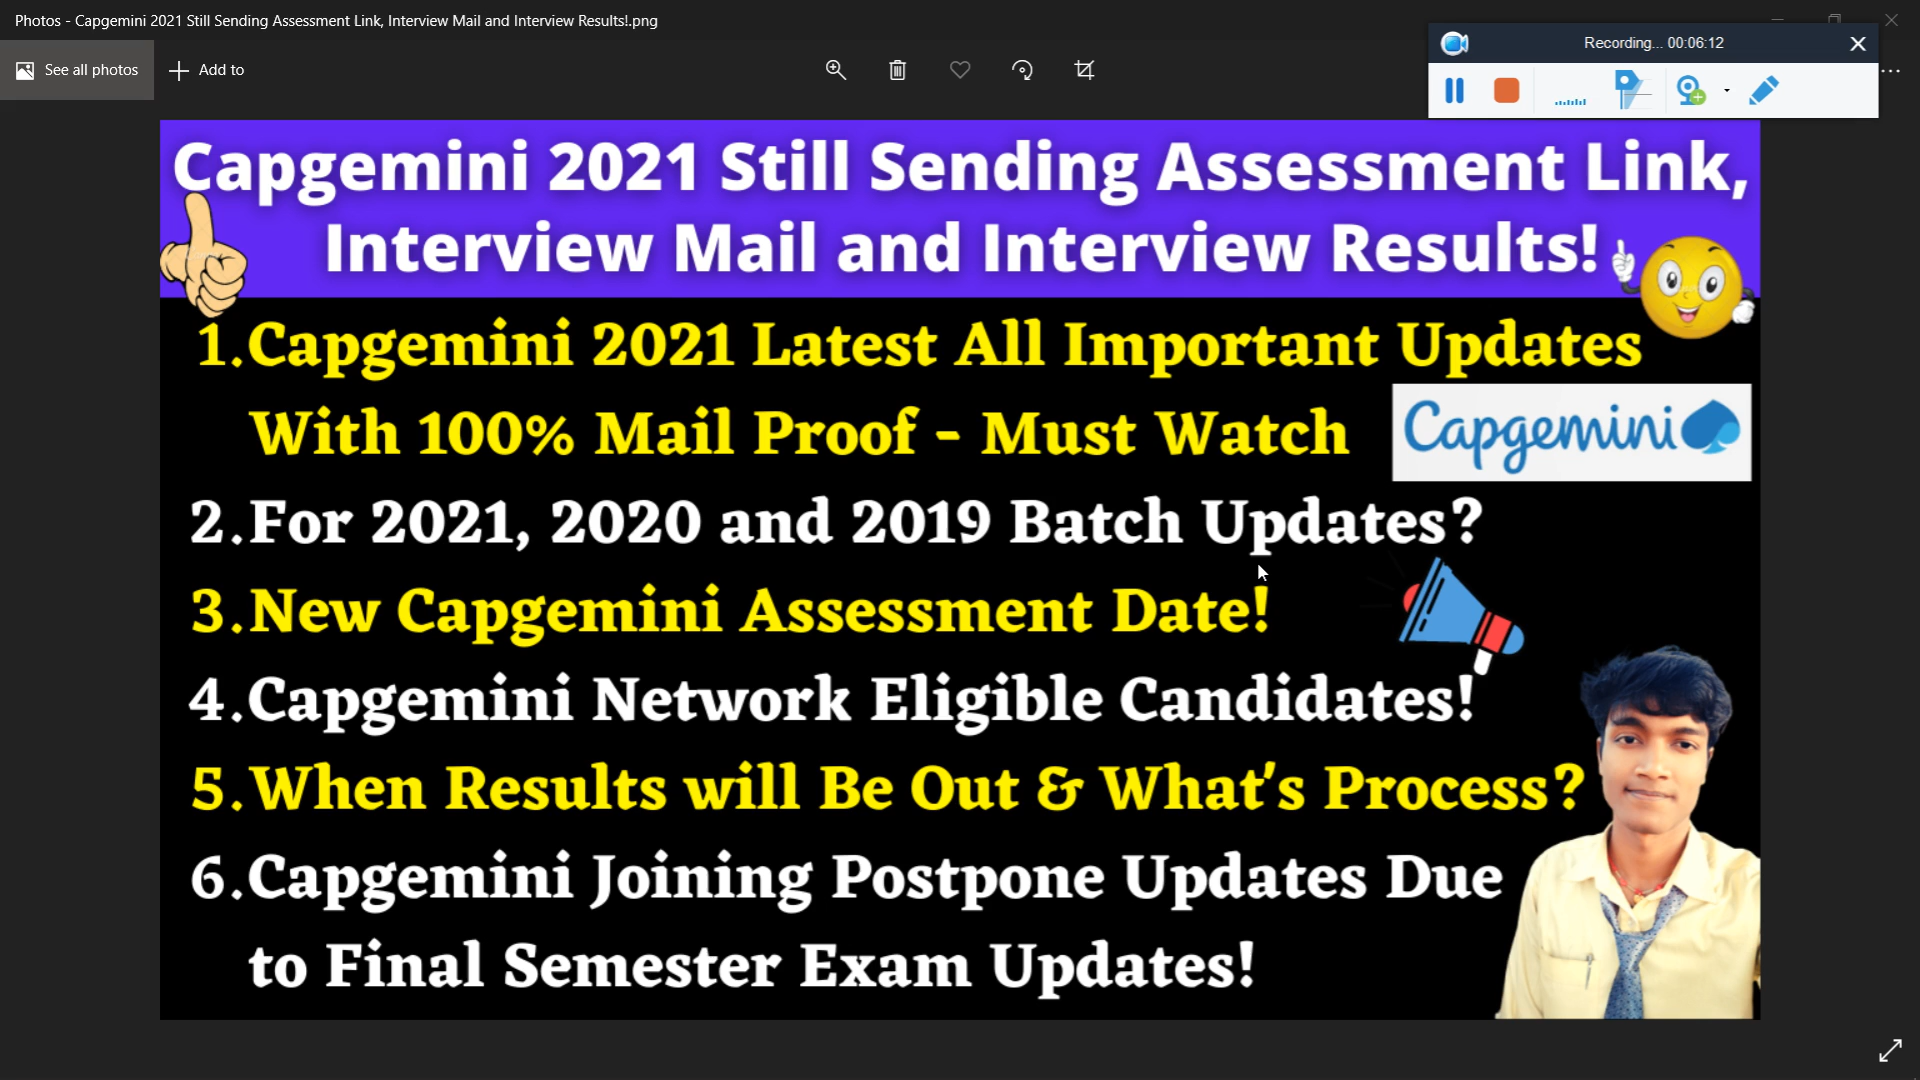 Photos - Capgemini 2021 Still Sending Assessment Link, Interview Mail and Interview Results!.png
Recording... 00:06:12
See all photos
Add to
Capgemini 2021 Still Sending Assessment Link,
Interview Mail and Interview Results!
1.Capgemini 2021 Latest All Important Updates
With 100% Mail Proof - Must Watch
Capgemini
2.For 2021, 2020 and 2019 Batch Updates?
3.New Capgemini Assessment Date!
4.Capgemini Network Eligible Candidates!
5.When Results will Be Out & What's Process?
6.Capgemini Joining Postpone Updates Due
to Final Semester Exam Updates!